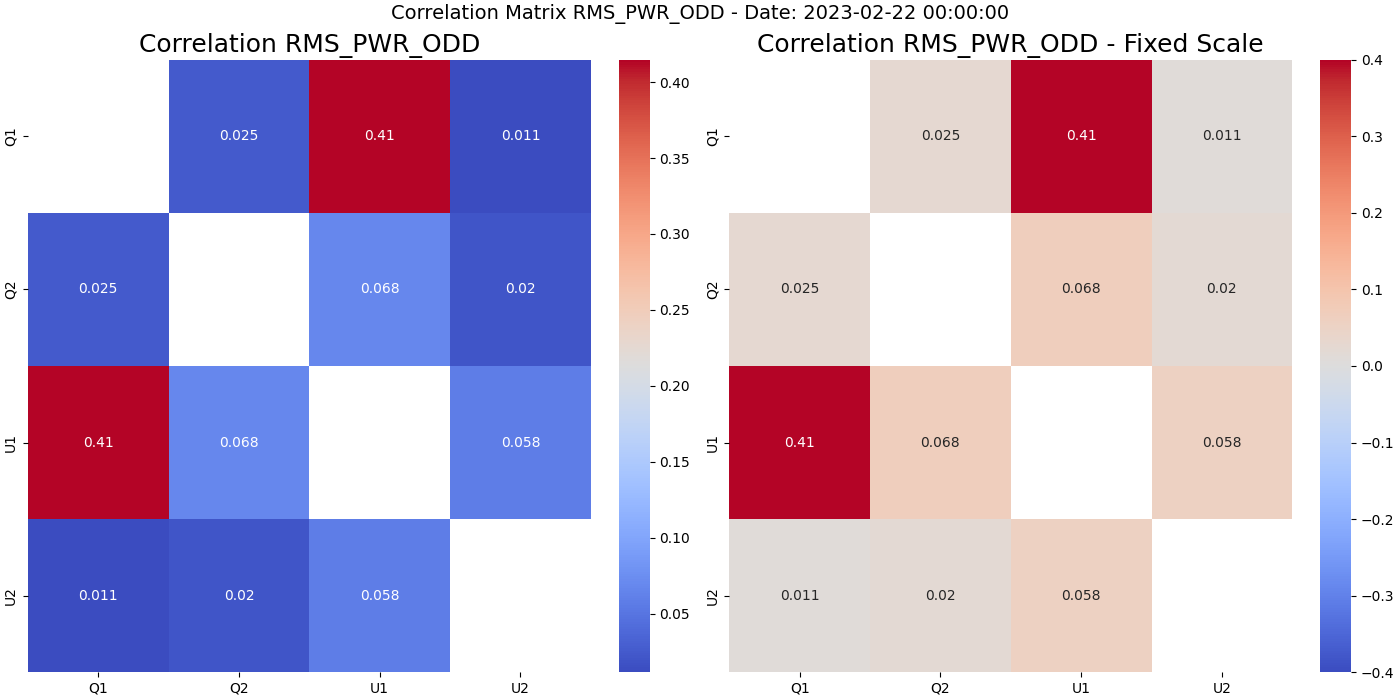 Correlation Matrix RMS_PWR_ODD - Date: 2023-02-22 00:00:00
Correlation RMS_PWR_ODD
Q1
0.025
0.41
0.011
Q2
0.025
0.068
0.02
U1
0.41
0.068
0.058
U2
0.011
0.02
0.058
Q1
Q2
U1
U2
0.40
0.35
0.30
0.25
0.20
0.15
0.10
0.05
Correlation RMS_PWR_ODD - Fixed Scale
Q1
0.025
0.41
0.011
Q2
0.025
0.068
0.02
U1
0.41
0.068
0.058
U2
0.011
0.02
0.058
Q1
Q2
U1
U2
0.4
0.3
0.2
0.1
0.0
−0.1
−0.2
−0.3
−0.4